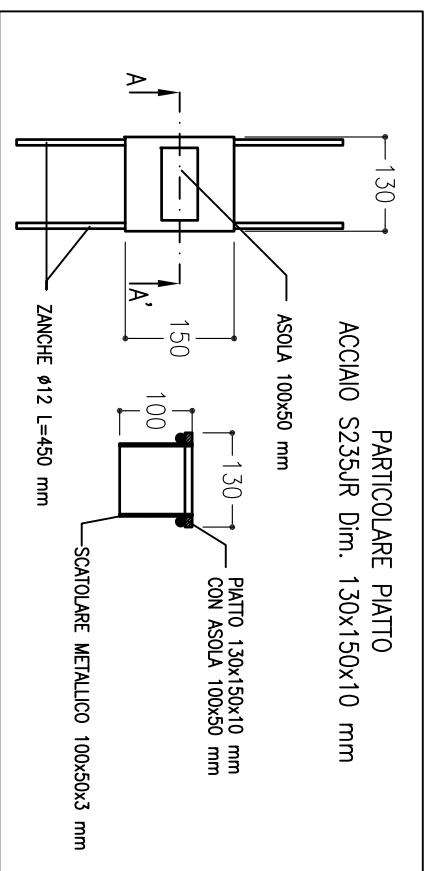 PARTICOLARE PIATTO
ACCIAIO S235JR Dim. 130x150x10 mm
130
ASOLA 100x50 mm
A
A'
150
ZANCHE ø12 L=450 mm
130
100
PIATTO 130x150x10 mm
CON ASOLA 100x50 mm
SCATOLARE METALLICO 100x50x3 mm